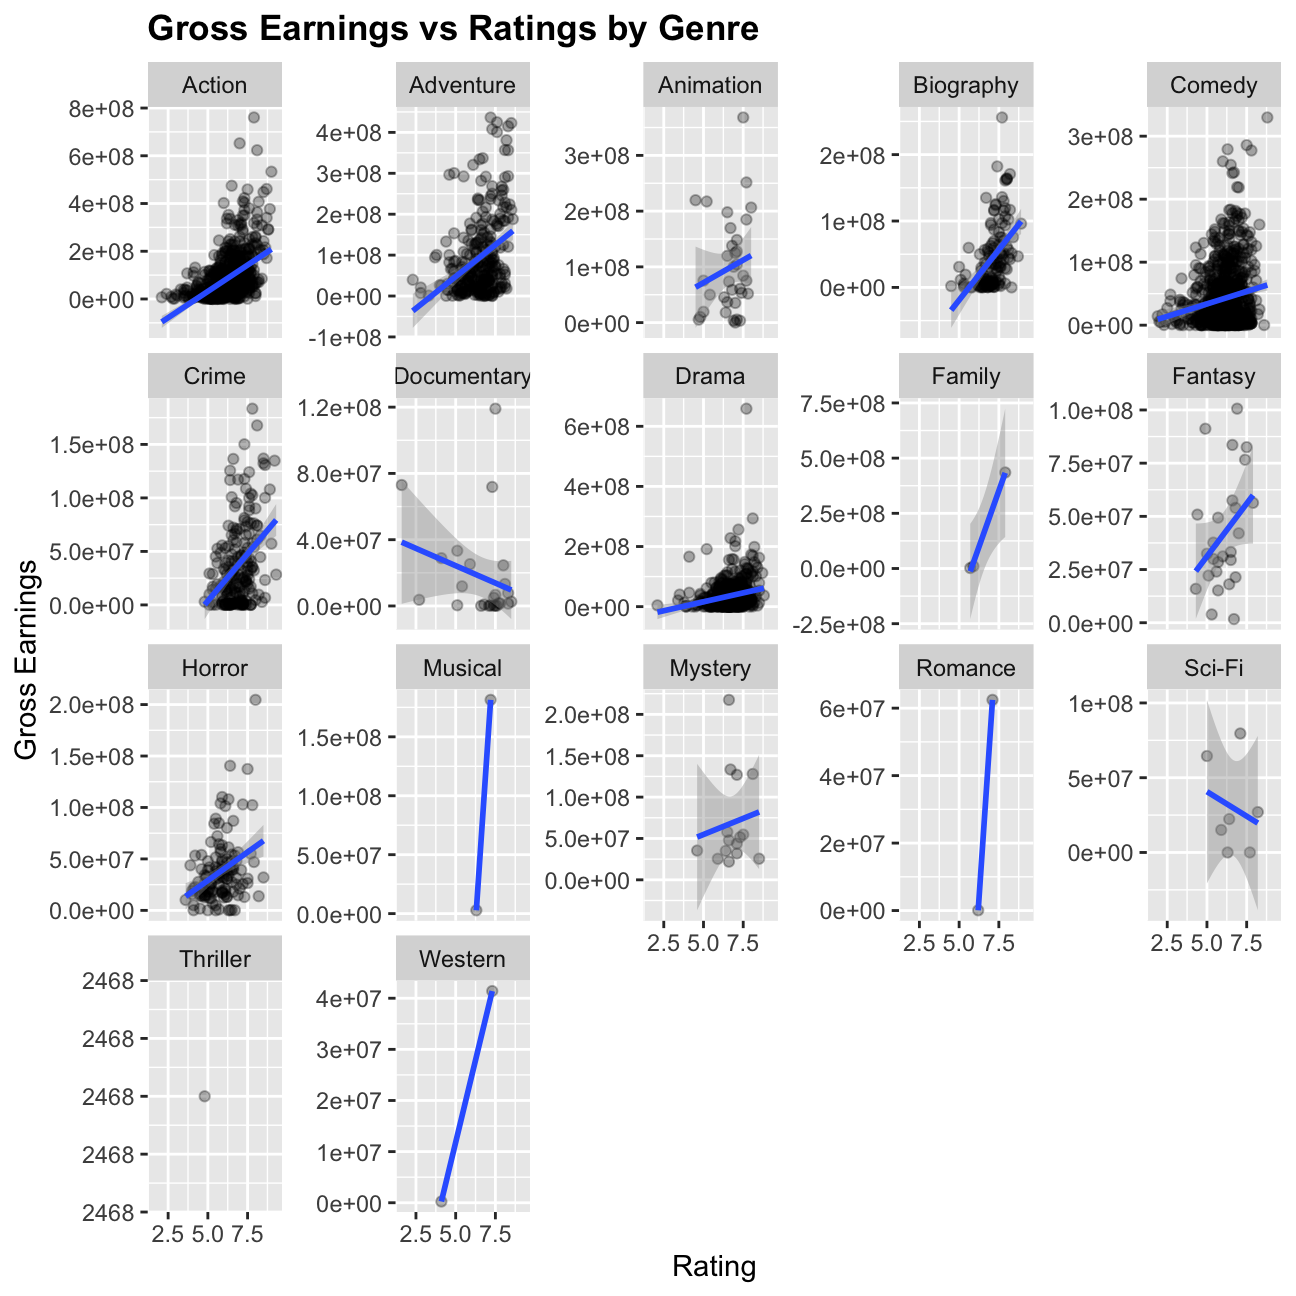 Gross Earnings vs Ratings by Genre
Action Adventure Animation Biography Comedy
8e+08
6e+08
4e+08
2e+08
0e+00
4e+08
3e+08
2e+08
1e+08
0e+00
-1e+08
3e+08
2e+08
1e+08
0e+00
2e+08
1e+08
0e+00
3e+08
2e+08
1e+08
0e+00
Crime Documentary Drama Family Fantasy
1.5e+08
1.0e+08
5.0e+07
0.0e+00
1.2e+08
8.0e+07
4.0e+07
0.0e+00
6e+08
4e+08
2e+08
0e+00
7.5e+08
5.0e+08
2.5e+08
0.0e+00
-2.5e+08
1.0e+08
7.5e+07
5.0e+07
2.5e+07
0.0e+00
Gross Earnings
Horror Musical Mystery Romance Sci-Fi
2.0e+08
1.5e+08
1.0e+08
5.0e+07
0.0e+00
1.5e+08
1.0e+08
5.0e+07
0.0e+00
2.0e+08
1.5e+08
1.0e+08
5.0e+07
0.0e+00
6e+07
4e+07
2e+07
0e+00
1e+08
5e+07
0e+00
2.5 5.0 7.5 2.5 5.0 7.5 2.5 5.0 7.5
Thriller Western
2468
2468
2468
2468
2468
4e+07
3e+07
2e+07
1e+07
0e+00
2.5 5.0 7.5 2.5 5.0 7.5
Rating